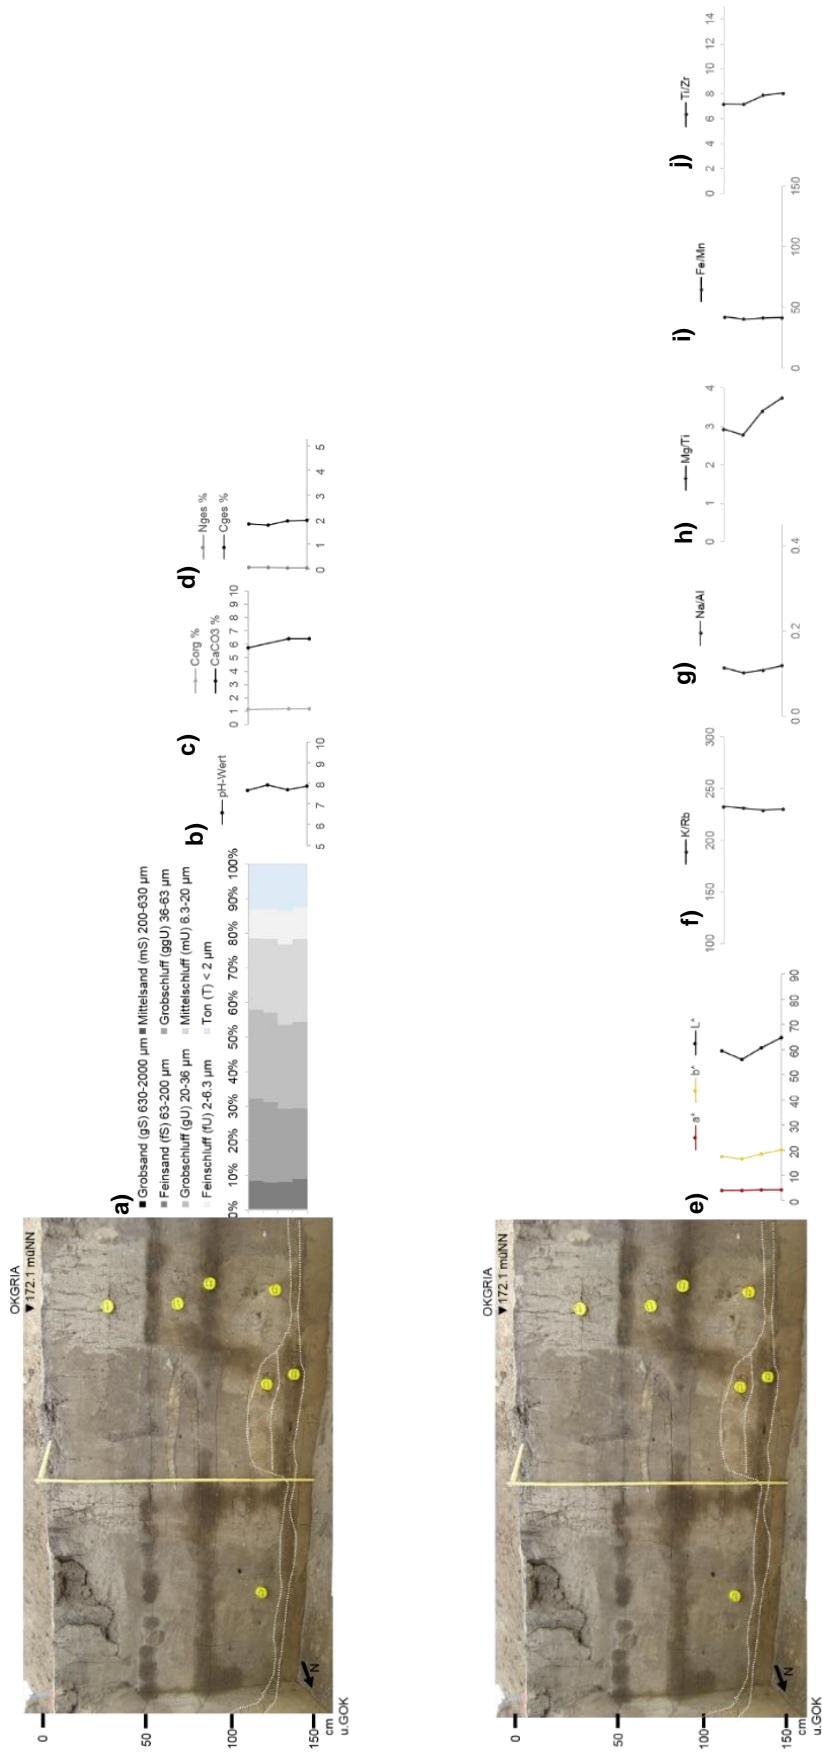 OKGRIA
▼172.1 müNN
0
50
100
150
cm
u.GOK
N
a)
Grobsand (gS) 630-2000 µm
Mittelsand (mS) 200-630 µm
Feinsand (fS) 63-200 µm
Grobschluff (ggU) 36-63 µm
Grobschluff (gU) 20-36 µm
Mittelschluff (mU) 6.3-20 µm
Feinschluff (fU) 2-6.3 µm
Ton (T) < 2 µm
0% 10% 20% 30% 40% 50% 60% 70% 80% 90% 100%
b)
pH-Wert
5 6 7 8 9 10
c)
Corg %
CaCO3 %
0 1 2 3 4 5 6 7 8 9 10
d)
Nges %
Cges %
0 1 2 3 4 5
OKGRIA
▼172.1 müNN
0
50
100
150
cm
u.GOK
N
e)
a* b* L*
0 10 20 30 40 50 60 70 80 90
f)
K/Rb
100 150 200 250 300
g)
Na/Al
0.0 0.2 0.4
h)
Mg/Ti
0 1 2 3 4
i)
Fe/Mn
0 50 100 150
j)
Ti/Zr
0 2 4 6 8 10 12 14